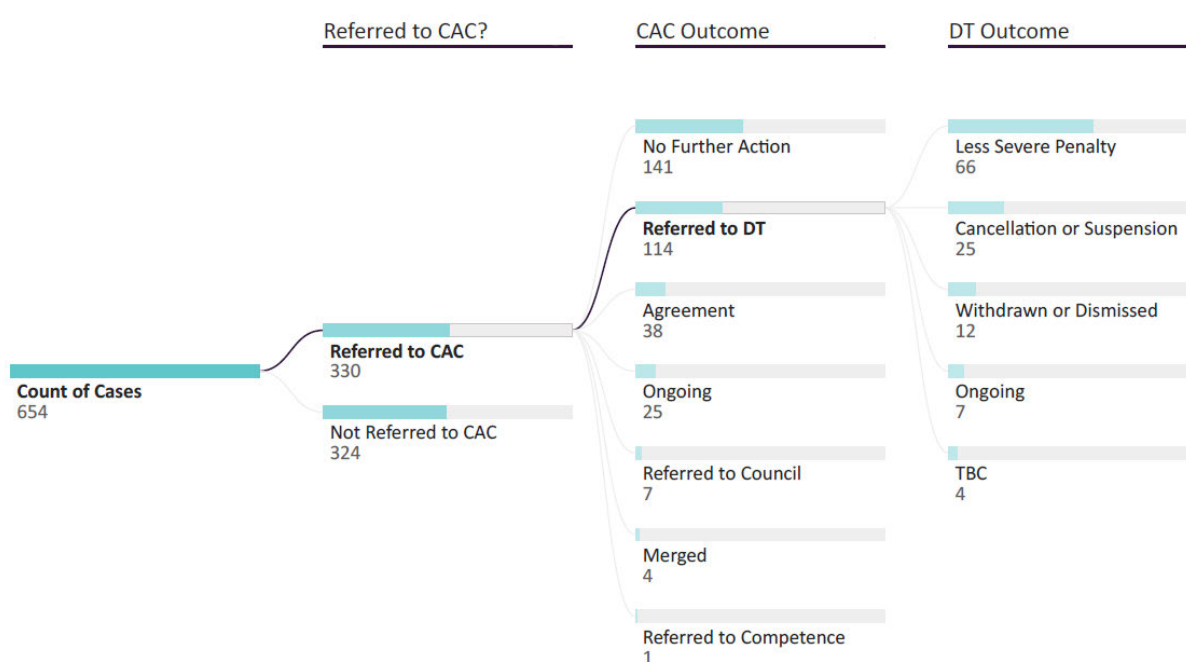 Referred to CAC?
CAC Outcome
DT Outcome
Count of Cases
654
Referred to CAC
330
Not Referred to CAC
324
No Further Action
141
Referred to DT
114
Agreement
38
Ongoing
25
Referred to Council
7
Merged
4
Referred to Competence
1
Less Severe Penalty
66
Cancellation or Suspension
25
Withdrawn or Dismissed
12
Ongoing
7
TBC
4